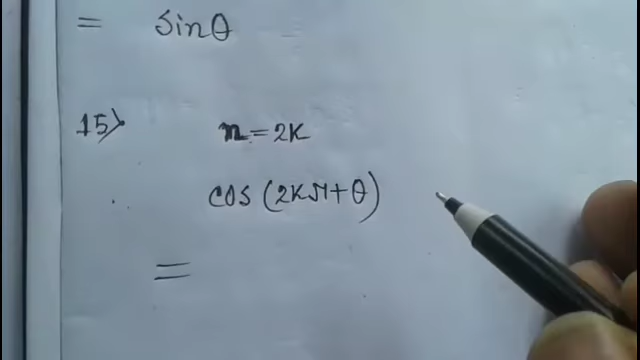 = sinθ
15> n=2K
cos(2Kπ+θ)
=